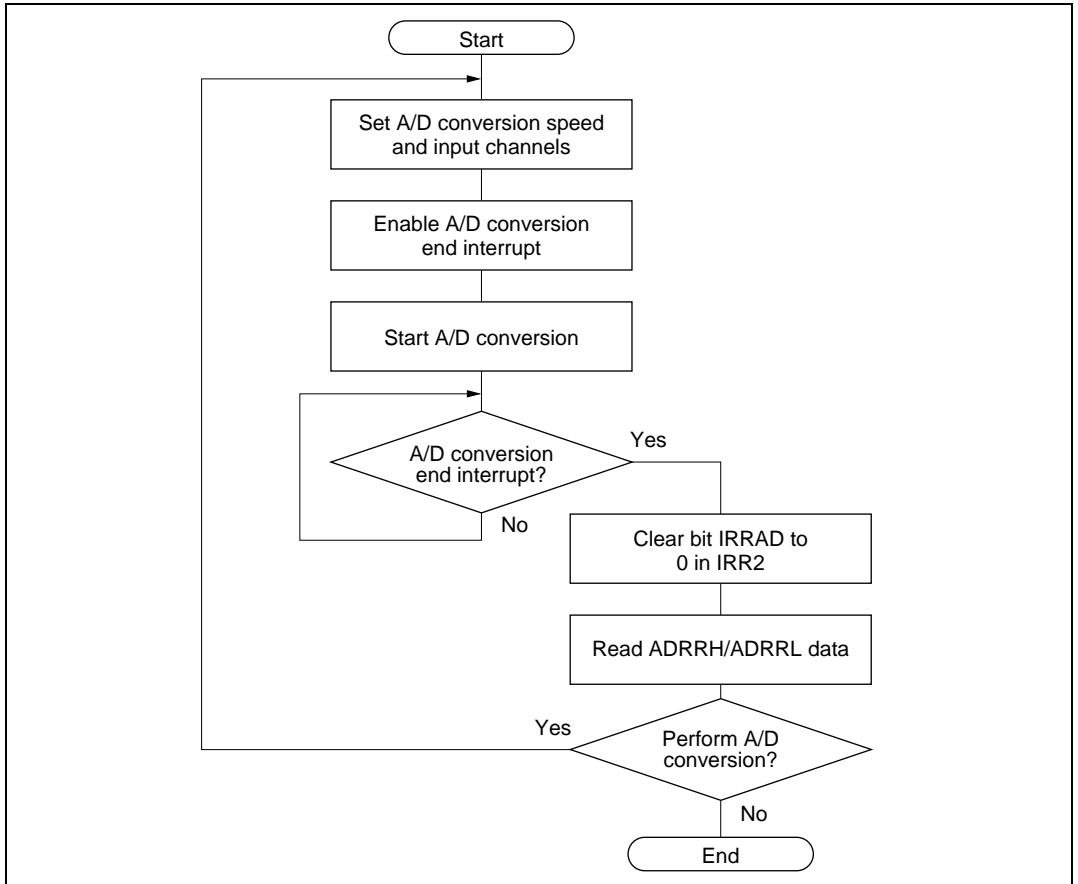 Start
Set A/D conversion speed
and input channels
Enable A/D conversion
end interrupt
Start A/D conversion
A/D conversion
end interrupt?
Yes
No
Clear bit IRRAD to
0 in IRR2
Read ADRRH/ADRRL data
Perform A/D
conversion?
Yes
No
End